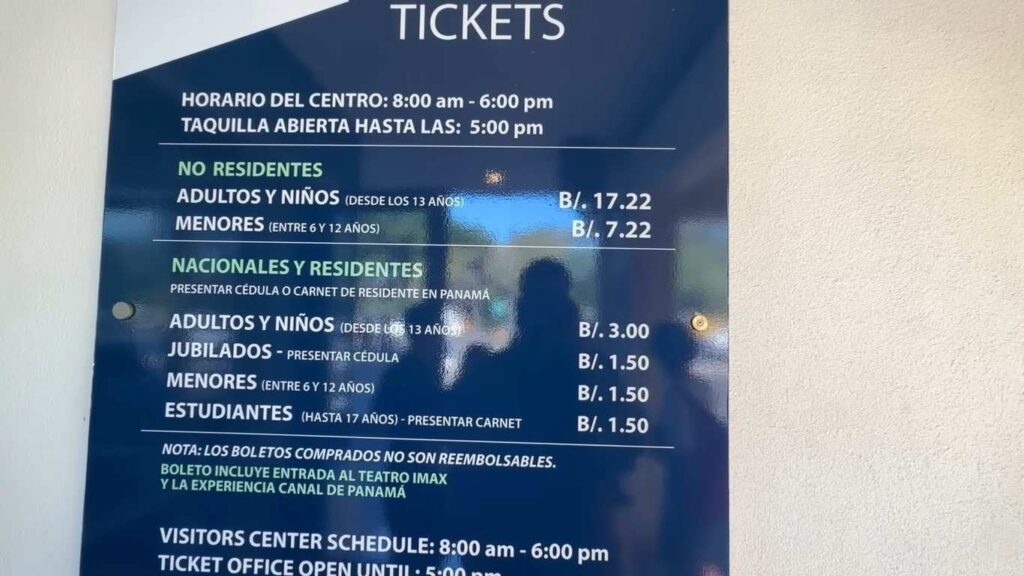 TICKETS
HORARIO DEL CENTRO: 8:00 am - 6:00 pm
TAQUILLA ABIERTA HASTA LAS: 5:00 pm
NO RESIDENTES
ADULTOS Y NIÑOS (DESDE LOS 13 AÑOS) B/. 17.22
MENORES (ENTRE 6 Y 12 AÑOS) B/. 7.22
NACIONALES Y RESIDENTES
PRESENTAR CÉDULA O CARNET DE RESIDENTE EN PANAMÁ
ADULTOS Y NIÑOS (DESDE LOS 13 AÑOS) B/. 3.00
JUBILADOS - PRESENTAR CÉDULA B/. 1.50
MENORES (ENTRE 6 Y 12 AÑOS) B/. 1.50
ESTUDIANTES (HASTA 17 AÑOS) - PRESENTAR CARNET B/. 1.50
NOTA: LOS BOLETOS COMPRADOS NO SON REEMBOLSABLES.
BOLETO INCLUYE ENTRADA AL TEATRO IMAX
Y LA EXPERIENCIA CANAL DE PANAMÁ
VISITORS CENTER SCHEDULE: 8:00 am - 6:00 pm
TICKET OFFICE OPEN UNTIL: 5:00 pm